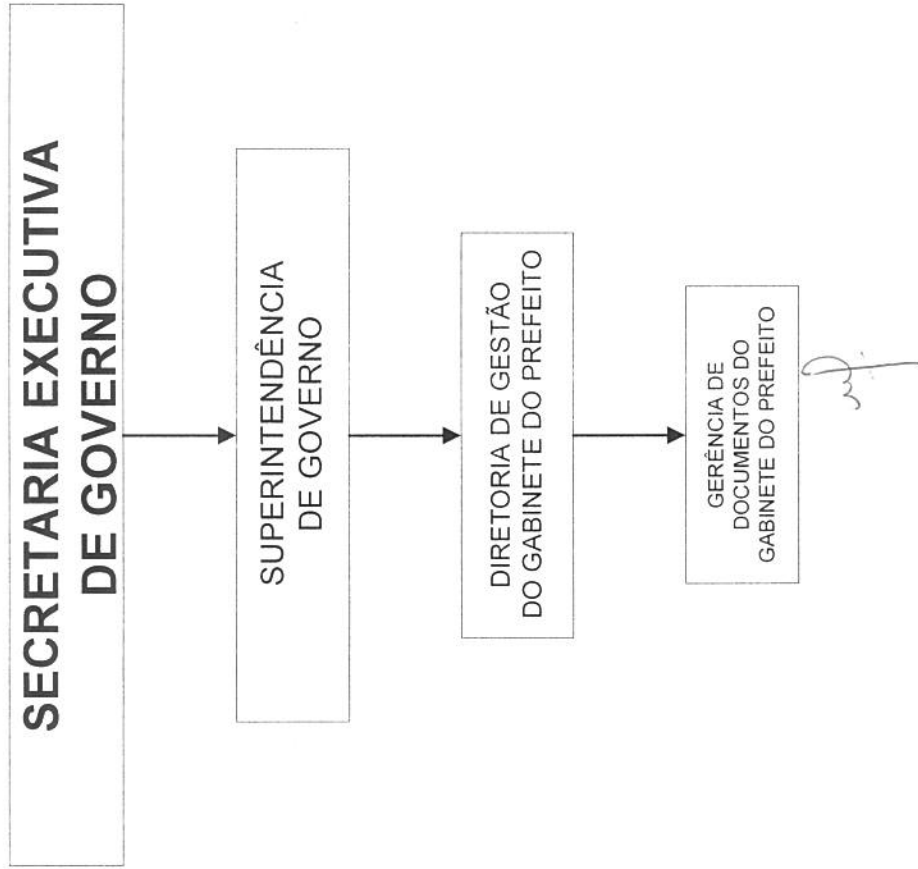 SECRETARIA EXECUTIVA
DE GOVERNO
SUPERINTENDÊNCIA
DE GOVERNO
DIRETORIA DE GESTÃO
DO GABINETE DO PREFEITO
GERÊNCIA DE
DOCUMENTOS DO
GABINETE DO PREFEITO